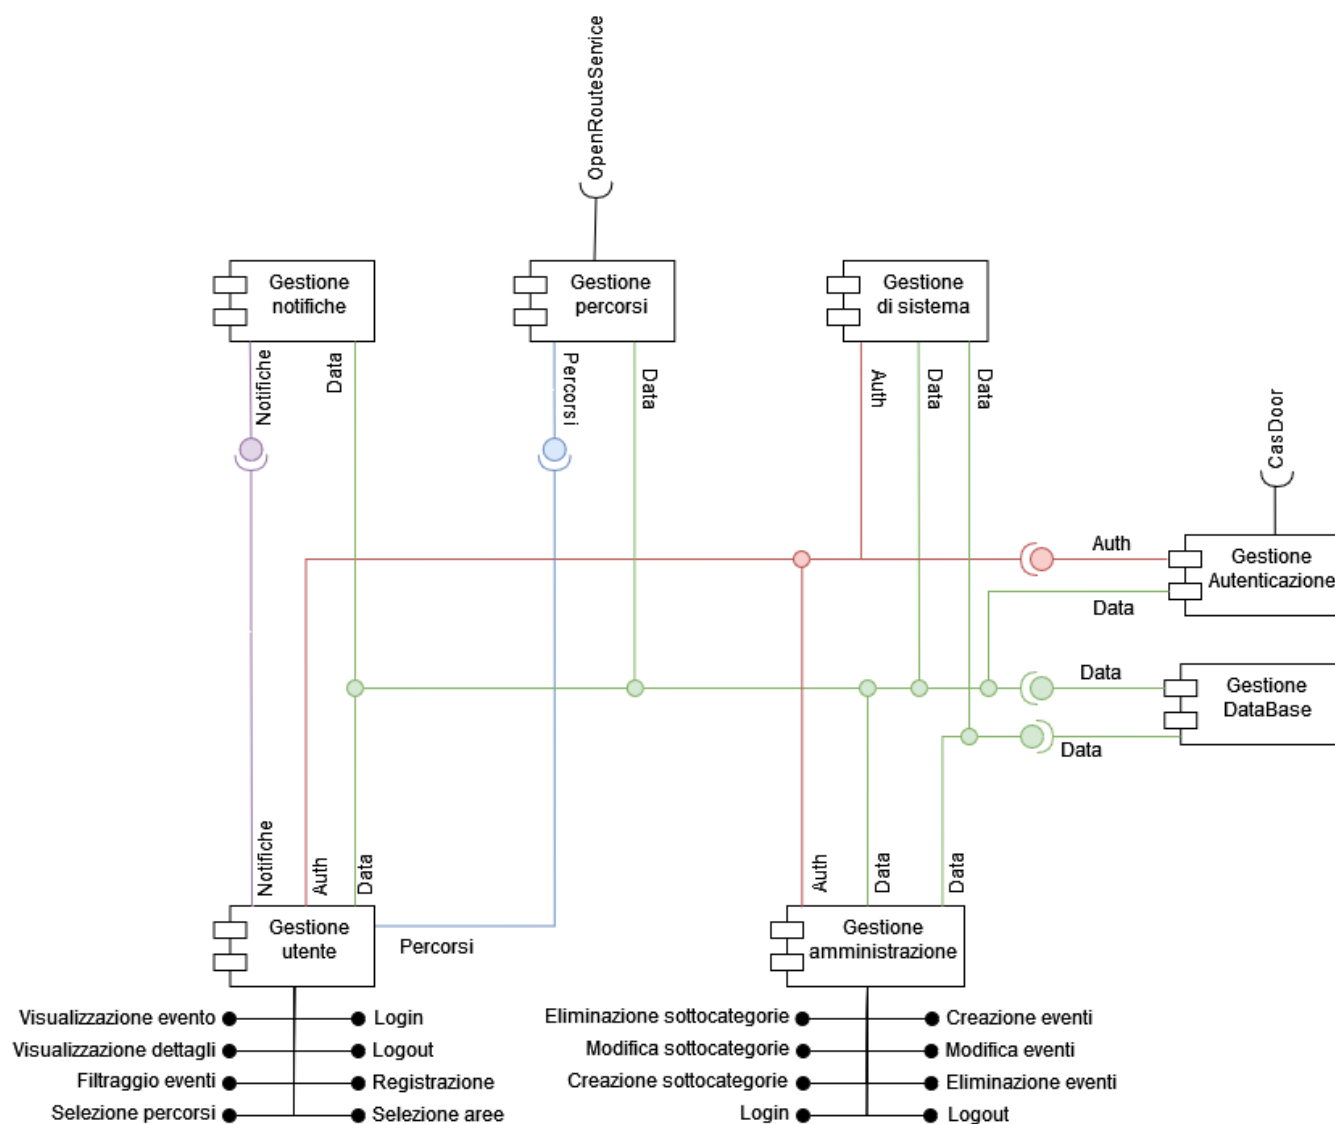 OpenRouteService
Gestione
notifiche
Gestione
percorsi
Gestione
di sistema
Notifiche
Data
Percorsi
Data
Auth
Data
Data
CasDoor
Auth
Gestione
Autenticazione
Data
Data
Gestione
DataBase
Data
Notifiche
Auth
Data
Auth
Data
Data
Gestione
utente
Percorsi
Gestione
amministrazione
Visualizzazione evento
Login
Visualizzazione dettagli
Logout
Filtraggio eventi
Registrazione
Selezione percorsi
Selezione aree
Eliminazione sottocategorie
Creazione eventi
Modifica sottocategorie
Modifica eventi
Creazione sottocategorie
Eliminazione eventi
Login
Logout